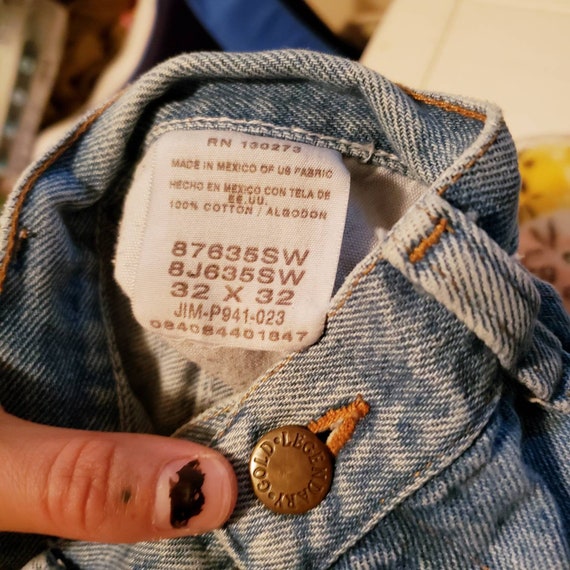 RN 130273
MADE IN MEXICO OF US FABRIC
HECHO EN MEXICO CON TELA DE
EE.UU.
100% COTTON / ALGODON
87635SW
8J635SW
32 X 32
JIM-P941-023
084084401847
GOLD • LEGENDARY •